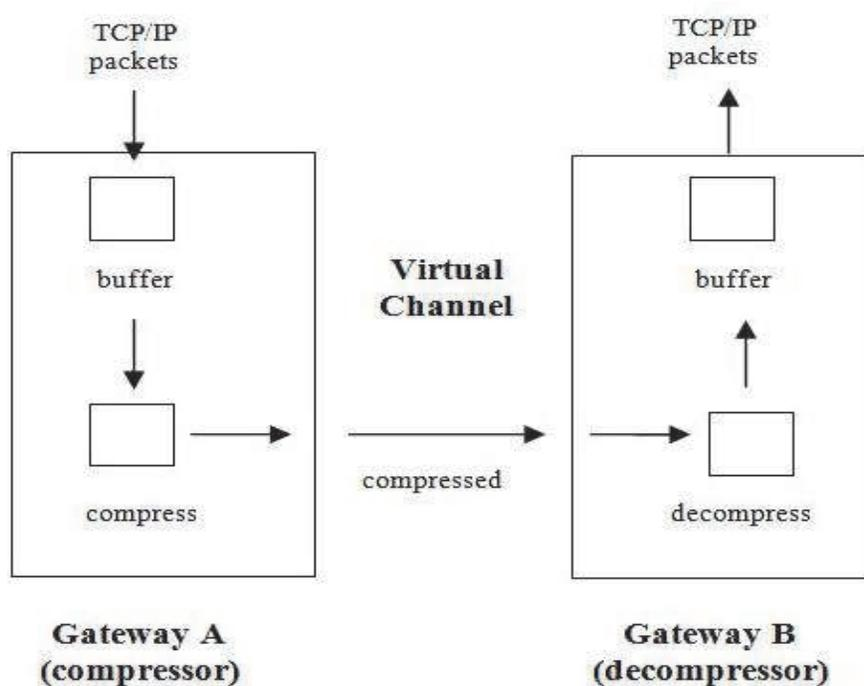 TCP/IP
packets
TCP/IP
packets
buffer
Virtual
Channel
buffer
compress
compressed
decompress
Gateway A
(compressor)
Gateway B
(decompressor)